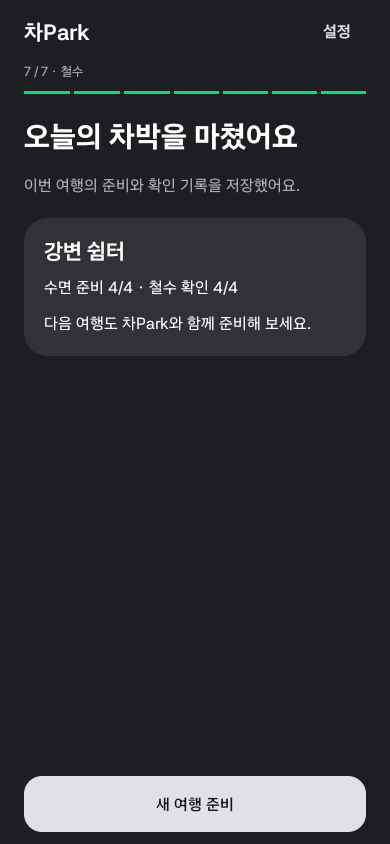 차Park
설정
7 / 7 · 철수
오늘의 차박을 마쳤어요
이번 여행의 준비와 확인 기록을 저장했어요.
강변 쉼터
수면 준비 4/4 · 철수 확인 4/4
다음 여행도 차Park와 함께 준비해 보세요.
새 여행 준비